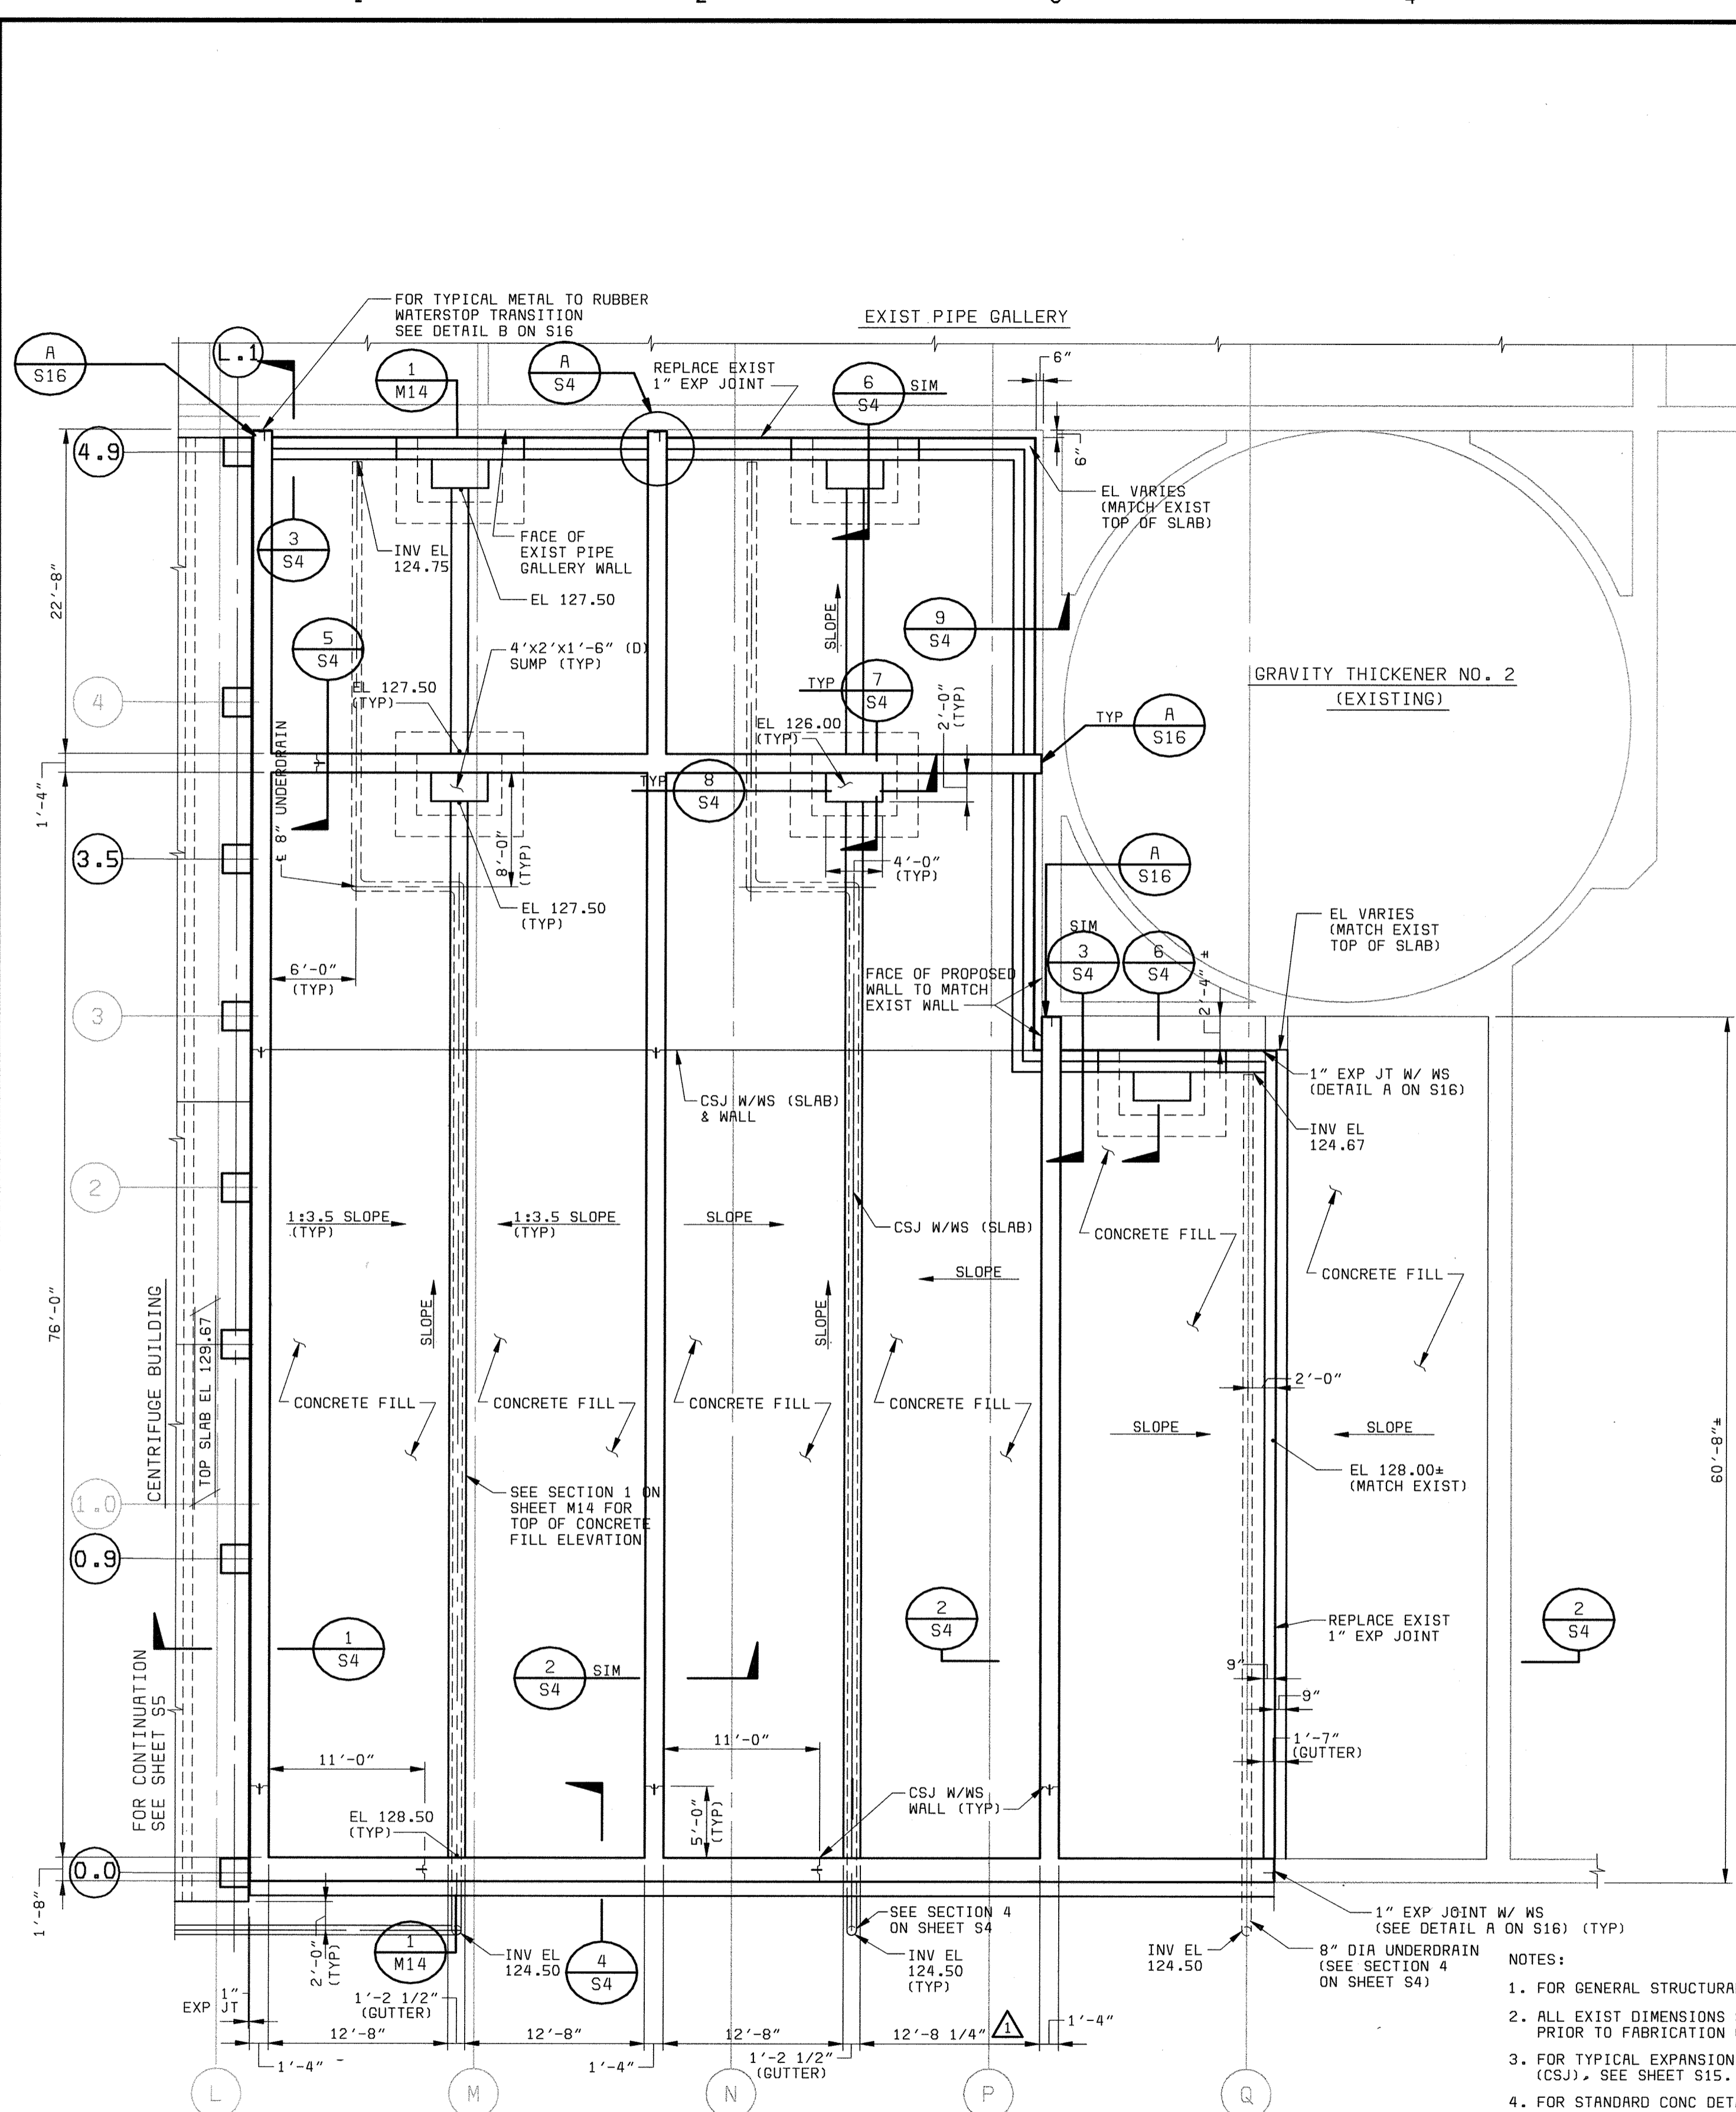 2
4
FOR TYPICAL METAL TO RUBBER
WATERSTOP TRANSITION
SEE DETAIL B ON S16
EXIST PIPE GALLERY
A
S16
L.1
1
M14
A
S4
REPLACE EXIST
1" EXP JOINT
6
S4
SIM
6"
4.9
6"
EL VARIES
(MATCH EXIST
TOP OF SLAB)
3
S4
INV EL
124.75
FACE OF
EXIST PIPE
GALLERY WALL
EL 127.50
22'-8"
SLOPE
9
S4
5
S4
4'x2'x1'-6" (D)
SUMP (TYP)
GRAVITY THICKENER NO. 2
(EXISTING)
4
EL 127.50
(TYP)
TYP
7
S4
2'-0"
(TYP)
TYP
A
S16
EL 126.00
(TYP)
℄ 8" UNDERDRAIN
TYP
8
S4
1'-4"
3.5
8'-0"
(TYP)
4'-0"
(TYP)
A
S16
EL 127.50
(TYP)
EL VARIES
(MATCH EXIST
TOP OF SLAB)
SIM
3
S4
6
S4
2'-4" ±
6'-0"
(TYP)
FACE OF PROPOSED
WALL TO MATCH
EXIST WALL
3
1" EXP JT W/ WS
(DETAIL A ON S16)
CSJ W/WS (SLAB)
& WALL
INV EL
124.67
2
1:3.5 SLOPE
(TYP)
1:3.5 SLOPE
(TYP)
SLOPE
CSJ W/WS (SLAB)
CONCRETE FILL
SLOPE
CONCRETE FILL
SLOPE
SLOPE
76'-0"
CENTRIFUGE BUILDING
TOP SLAB EL 129.67
2'-0"
CONCRETE FILL
CONCRETE FILL
CONCRETE FILL
CONCRETE FILL
SLOPE
SLOPE
69'-8"±
EL 128.00±
(MATCH EXIST)
1.0
SEE SECTION 1 ON
SHEET M14 FOR
TOP OF CONCRETE
FILL ELEVATION
0.9
2
S4
2
S4
REPLACE EXIST
1" EXP JOINT
1
S4
2
S4
SIM
9"
FOR CONTINUATION
SEE SHEET S5
9"
1'-7"
(GUTTER)
11'-0"
11'-0"
CSJ W/WS
WALL (TYP)
5'-0"
(TYP)
EL 128.50
(TYP)
0.0
1'-8"
SEE SECTION 4
ON SHEET S4
1" EXP JOINT W/ WS
(SEE DETAIL A ON S16) (TYP)
2'-0"
(TYP)
1
M14
INV EL
124.50
4
S4
INV EL
124.50
(TYP)
INV EL
124.50
8" DIA UNDERDRAIN
(SEE SECTION 4
ON SHEET S4)
NOTES:
1. FOR GENERAL STRUCTURA
1"
EXP JT
1'-2 1/2"
(GUTTER)
12'-8"
12'-8"
12'-8"
12'-8 1/4"
1
1'-4"
2. ALL EXIST DIMENSIONS
PRIOR TO FABRICATION
1'-4"
1'-4"
1'-2 1/2"
(GUTTER)
3. FOR TYPICAL EXPANSION
(CSJ), SEE SHEET S15.
L
M
N
P
Q
4. FOR STANDARD CONC DET